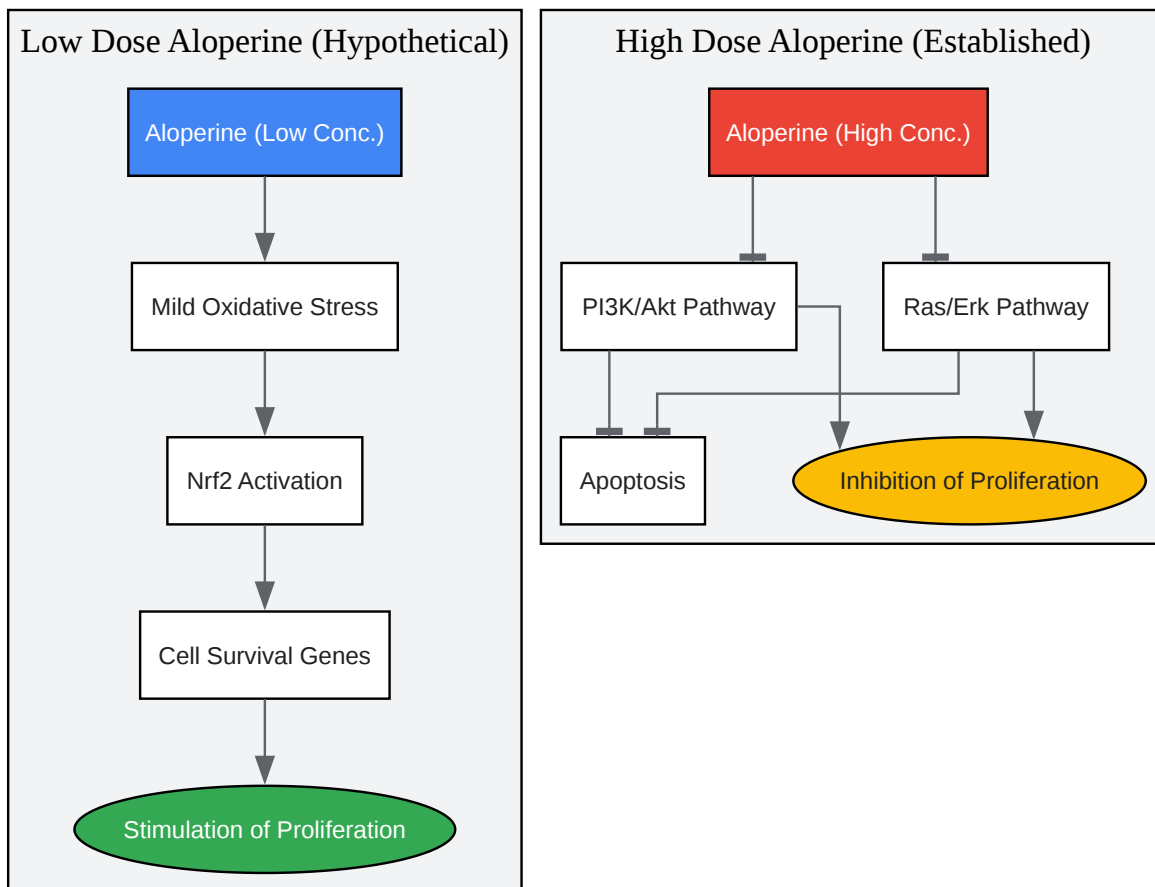 Low Dose Aloperine (Hypothetical)
Aloperine (Low Conc.)
Mild Oxidative Stress
Nrf2 Activation
Cell Survival Genes
Stimulation of Proliferation
High Dose Aloperine (Established)
Aloperine (High Conc.)
PI3K/Akt Pathway
Ras/Erk Pathway
Apoptosis
Inhibition of Proliferation